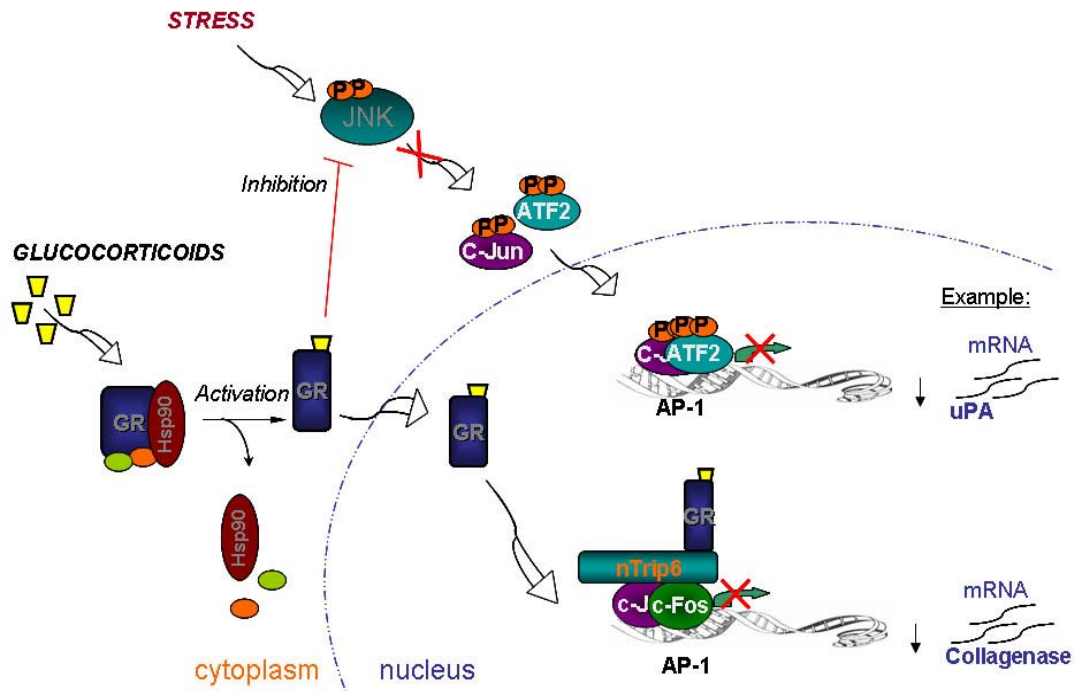 STRESS
P P
JNK
Inhibition
P P
ATF2
P P
C-Jun
GLUCOCORTICOIDS
Example:
mRNA
uPA
P P P
C-J ATF2
AP-1
GR
Hsp90
Activation
GR
GR
Hsp90
GR
nTrip6
c-J c-Fos
AP-1
mRNA
Collagenase
cytoplasm
nucleus